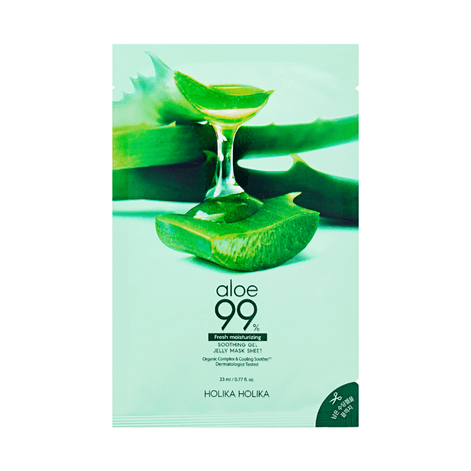 aloe
99%
Fresh moisturizing
SOOTHING GEL
JELLY MASK SHEET
Organic Complex & Cooling Soother™
Dermatologist Tested
23 ml / 0.77 fl. oz.
HOLIKA HOLIKA